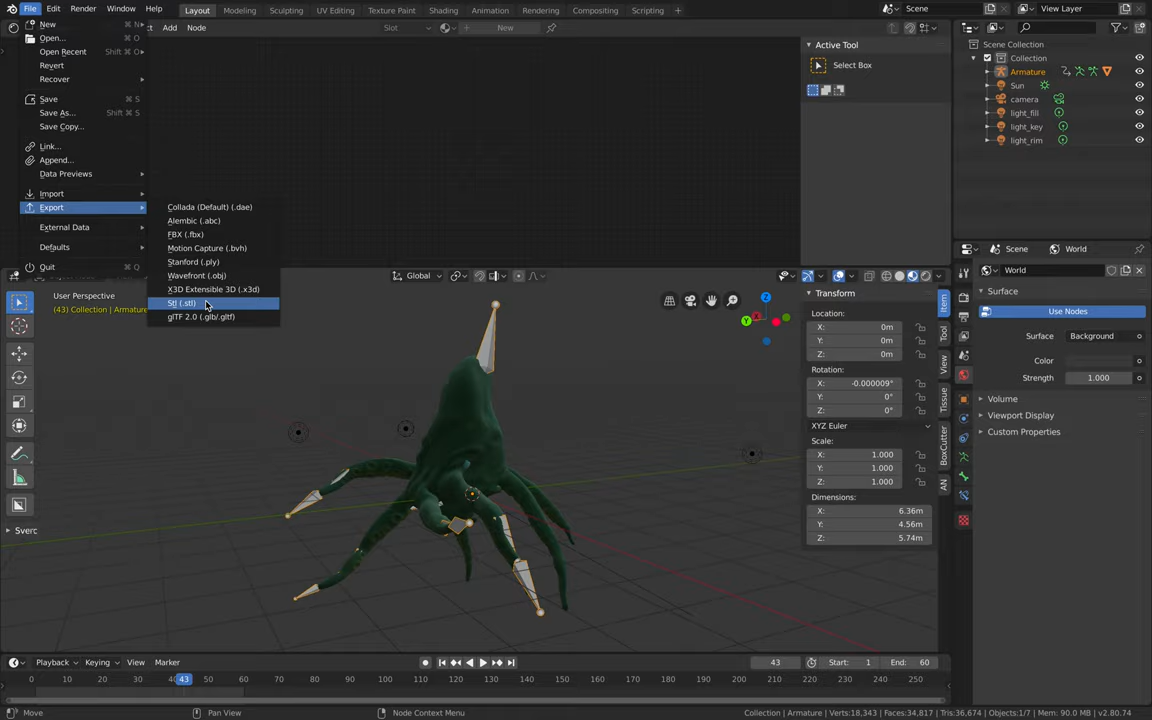 File Edit Render Window Help Layout Modeling Sculpting UV Editing Texture Paint Shading Animation Rendering Compositing Scripting Scene View Layer
New ⌘ N
Add Node Slot New
Open... ⌘ O
Open Recent Shift ⌘ O
Revert
Recover
Save ⌘ S
Save As... Shift ⌘ S
Save Copy...
Link...
Append...
Data Previews
Import
Export
External Data
Defaults
Quit ⌘ Q
Collada (Default) (.dae)
Alembic (.abc)
FBX (.fbx)
Motion Capture (.bvh)
Stanford (.ply)
Wavefront (.obj)
X3D Extensible 3D (.x3d)
Stl (.stl)
glTF 2.0 (.glb/.gltf)
Active Tool
Select Box
Scene Collection
Collection
Armature
Sun
camera
light_fill
light_key
light_rim
Global
User Perspective
(43) Collection | Armature
Sverc
X
Y
Z
Transform
Location:
X: 0m
Y: 0m
Z: 0m
Rotation:
X: -0.000009°
Y: 0°
Z: 0°
XYZ Euler
Scale:
X: 1.000
Y: 1.000
Z: 1.000
Dimensions:
X: 6.36m
Y: 4.56m
Z: 5.74m
Item
Tool
View
Tissue
BoxCutter
AN
Scene World
World
Surface
Use Nodes
Surface Background
Color
Strength 1.000
Volume
Viewport Display
Custom Properties
Playback Keying View Marker 43 Start: 1 End: 60
0 10 20 30 40 43 50 60 70 80 90 100 110 120 130 140 150 160 170 180 190 200 210 220 230 240 250
Move Pan View Node Context Menu Collection | Armature | Verts:18,343 | Faces:34,817 | Tris:36,674 | Objects:1/7 | Mem: 90.0 MB | v2.80.74